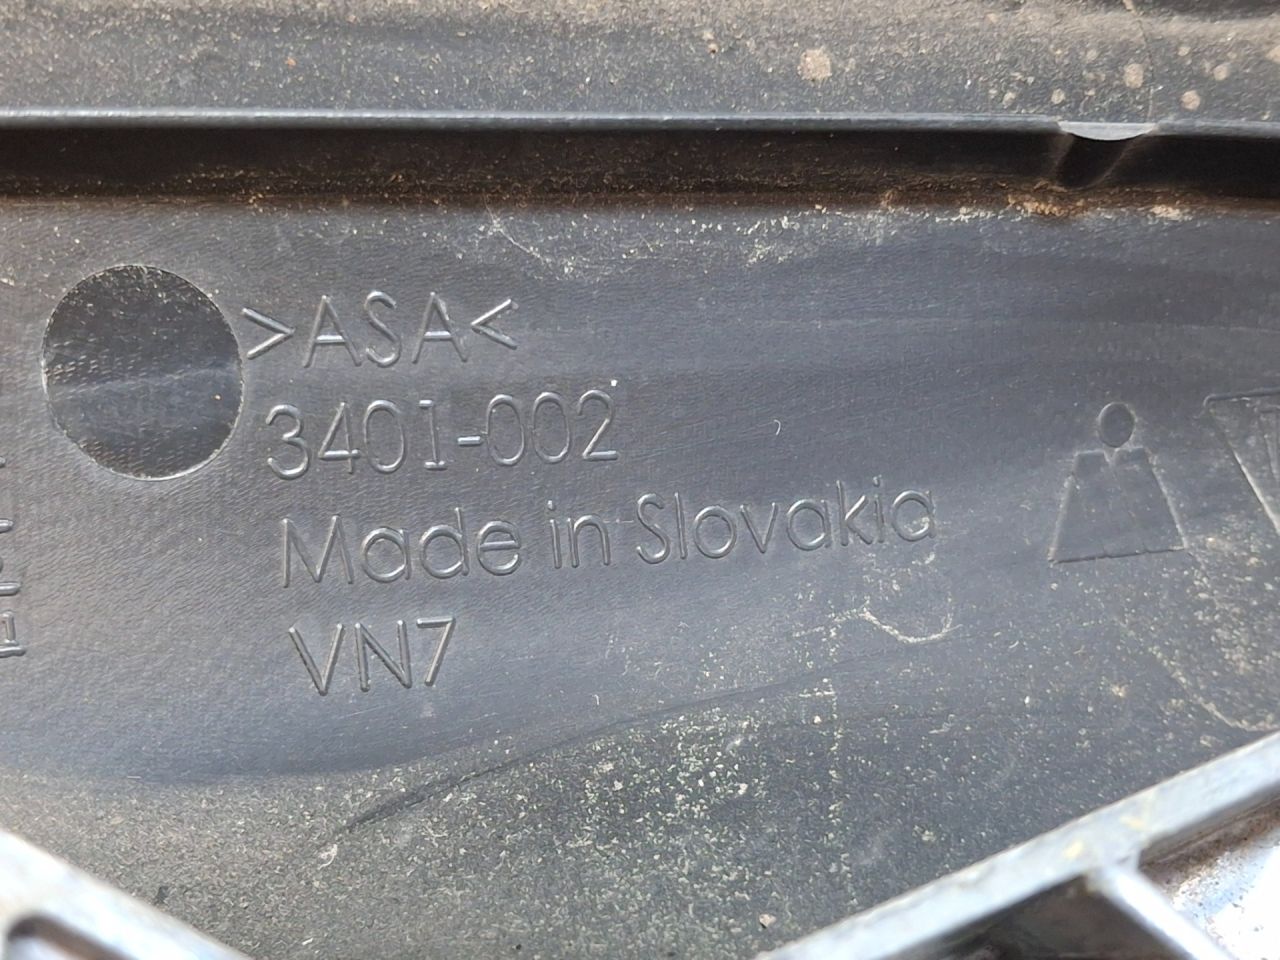 >ASA<
3401-002
Made in Slovakia
VN7